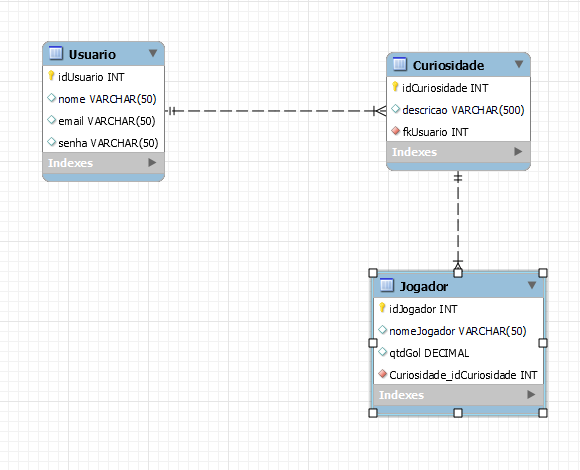 Usuario
idUsuario INT
nome VARCHAR(50)
email VARCHAR(50)
senha VARCHAR(50)
Indexes
Curiosidade
idCuriosidade INT
descricao VARCHAR(500)
fkUsuario INT
Indexes
Jogador
idJogador INT
nomeJogador VARCHAR(50)
qtdGol DECIMAL
Curiosidade_idCuriosidade INT
Indexes